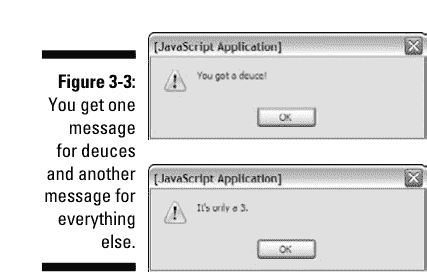 Figure 3-3:
You get one
message
for deuces
and another
message for
everything
else.
[JavaScript Application]
You got a deuce!
OK
[JavaScript Application]
It's only a 3.
OK